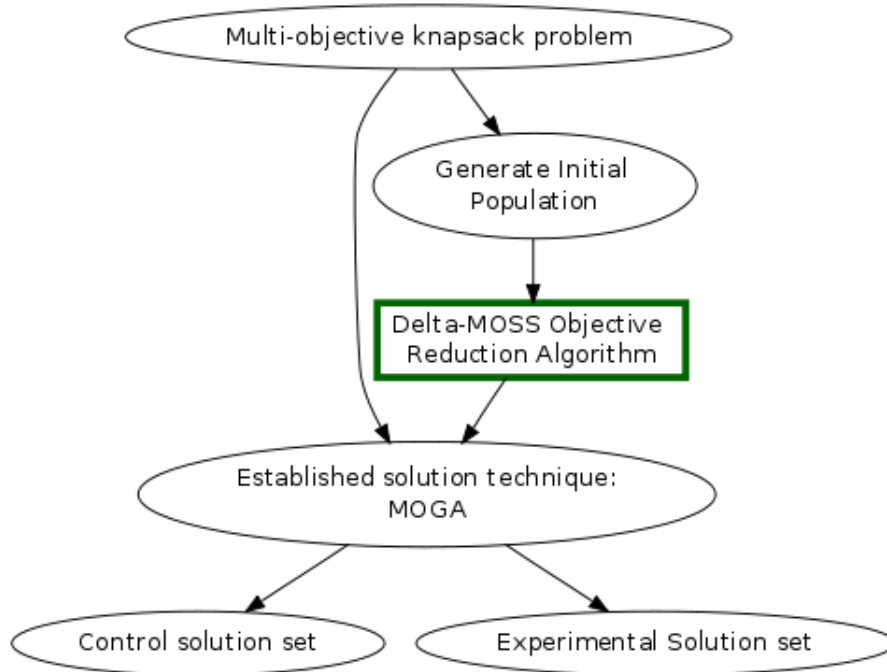 Multi-objective knapsack problem
Generate Initial
Population
Delta-MOSS Objective
Reduction Algorithm
Established solution technique:
MOGA
Control solution set
Experimental Solution set